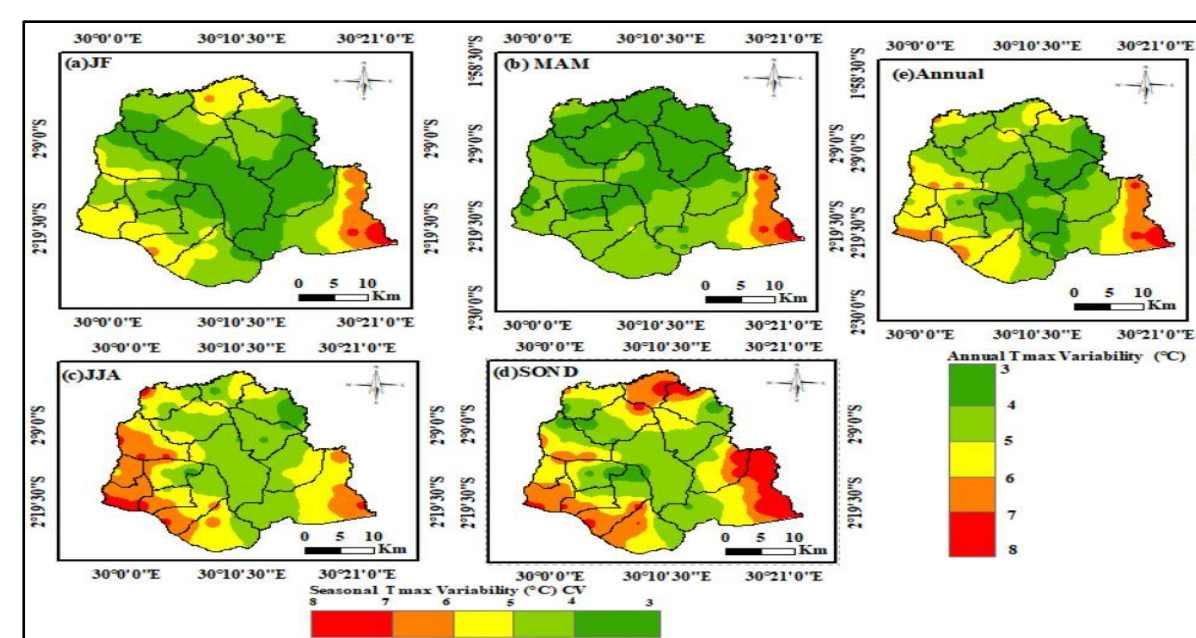 30°0'0"E 30°10'30"E 30°21'0"E
(a)JF
2°9'0"S
2°19'30"S
0 5 10
Km
30°0'0"E 30°10'30"E 30°21'0"E
30°0'0"E 30°10'30"E 30°21'0"E
1°58'30"S
(b) MAM
2°9'0"S
2°19'30"S
2°30'0"S
0 5 10
Km
30°0'0"E 30°10'30"E 30°21'0"E
30°0'0"E 30°10'30"E 30°21'0"E
1°58'30"S
(e)Annual
2°9'0"S
2°19'30"S
2°30'0"S
0 5 10
Km
30°0'0"E 30°10'30"E 30°21'0"E
30°0'0"E 30°10'30"E 30°21'0"E
(c)JJA
2°9'0"S
2°19'30"S
0 5 10
Km
30°0'0"E 30°10'30"E 30°21'0"E
30°0'0"E 30°10'30"E 30°21'0"E
(d)SOND
2°9'0"S
2°19'30"S
0 5 10
Km
30°0'0"E 30°10'30"E 30°21'0"E
Annual Tmax Variability (°C)
3
4
5
6
7
8
Seasonal Tmax Variability (°C) CV
8 7 6 5 4 3